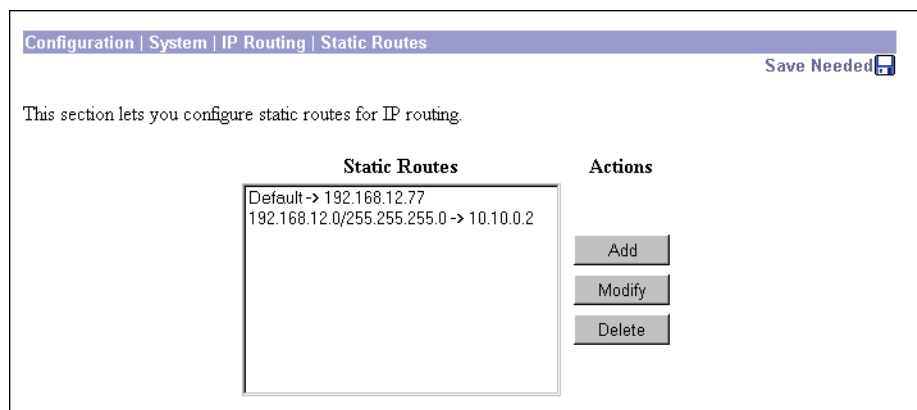 Configuration | System | IP Routing | Static Routes
Save Needed
This section lets you configure static routes for IP routing.
Static Routes
Actions
Default -> 192.168.12.77
192.168.12.0/255.255.255.0 -> 10.10.0.2
Add
Modify
Delete